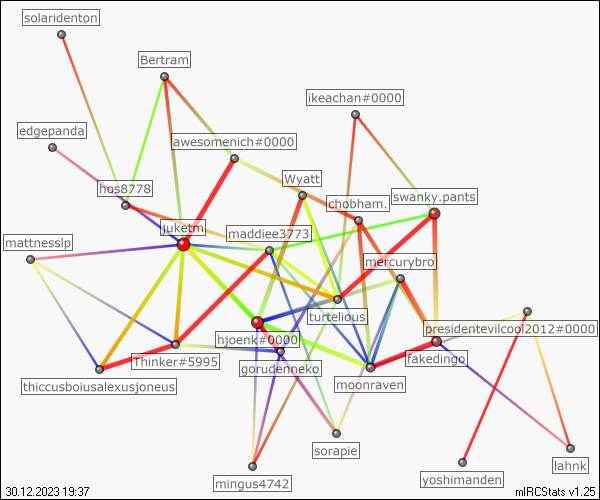 solaridenton
Bertram
ikeachan#0000
edgepanda
awesomenich#0000
Wyatt
hos8778
chobham.
swanky.pants
juketm
maddiee3773
mattnesslp
mercurybro
turtelious
presidentevilcool2012#0000
hjoenk#0000
Thinker#5995
gorudenneko
fakedingo
thiccusboiusalexusjoneus
moonraven
sorapie
mingus4742
yoshimanden
lahnk
30.12.2023 19:37
mIRCStats v1.25